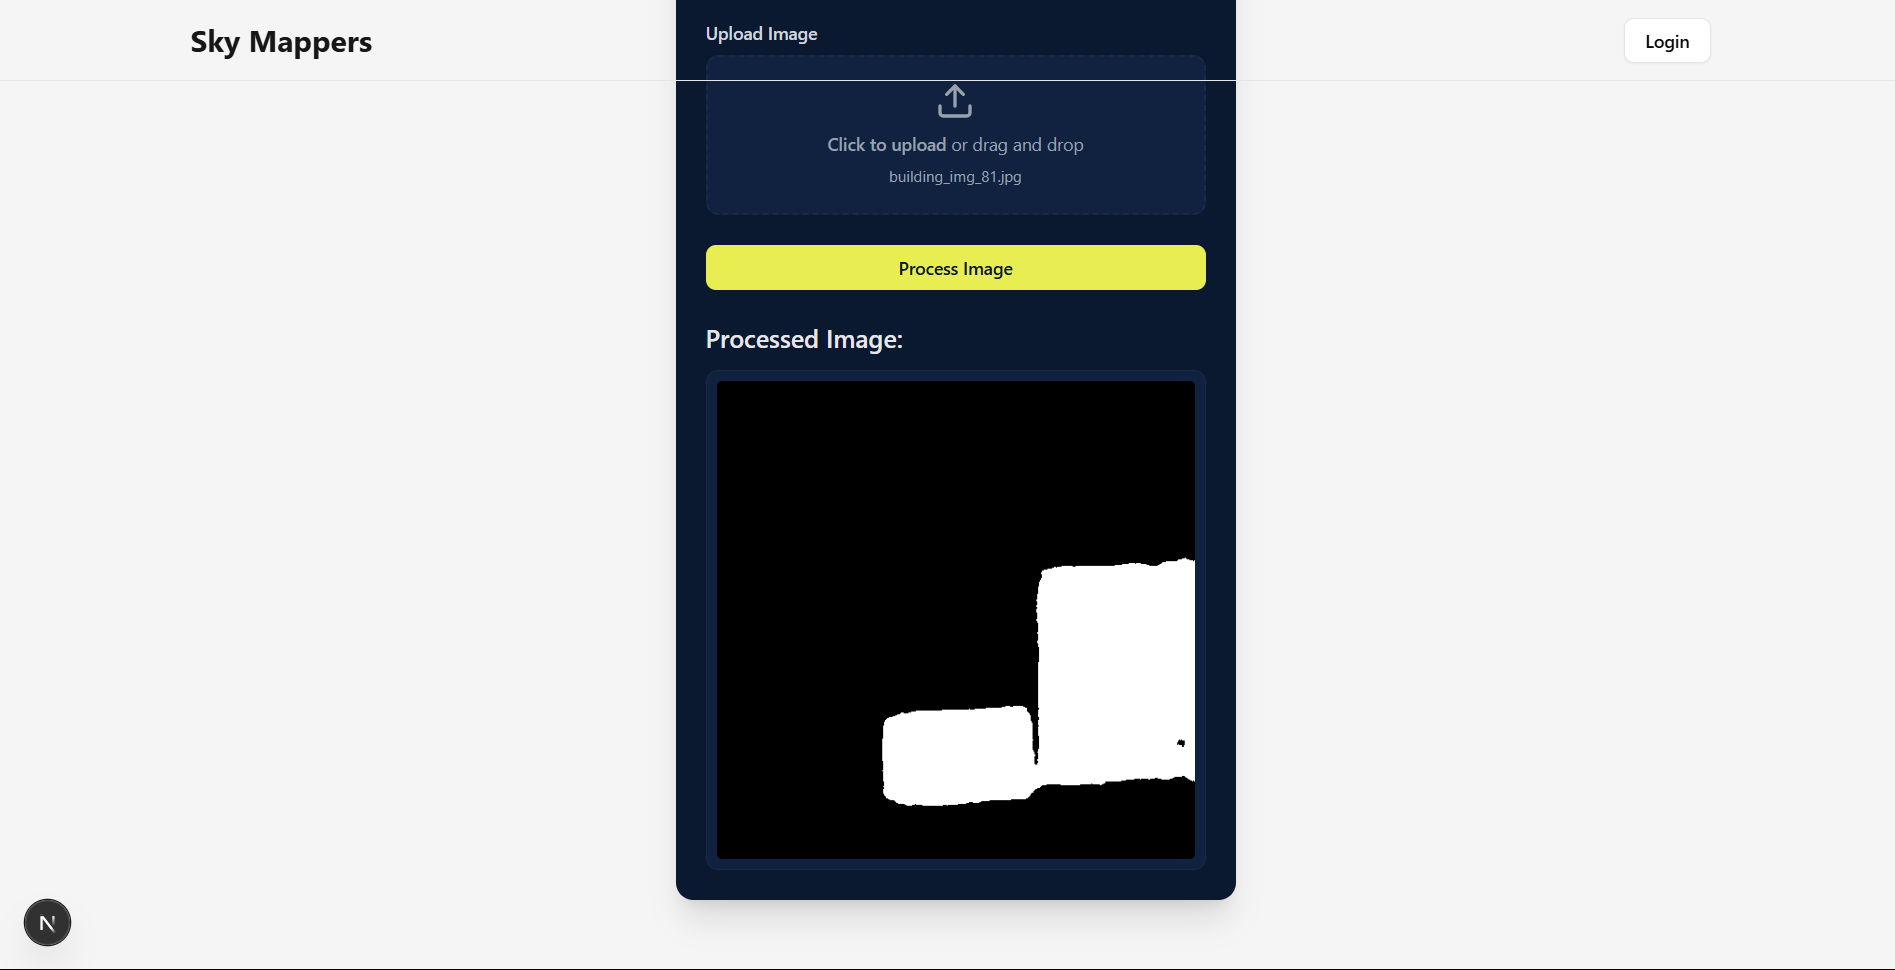 Sky Mappers
Login
Upload Image
Click to upload or drag and drop
building_img_81.jpg
Process Image
Processed Image:
N